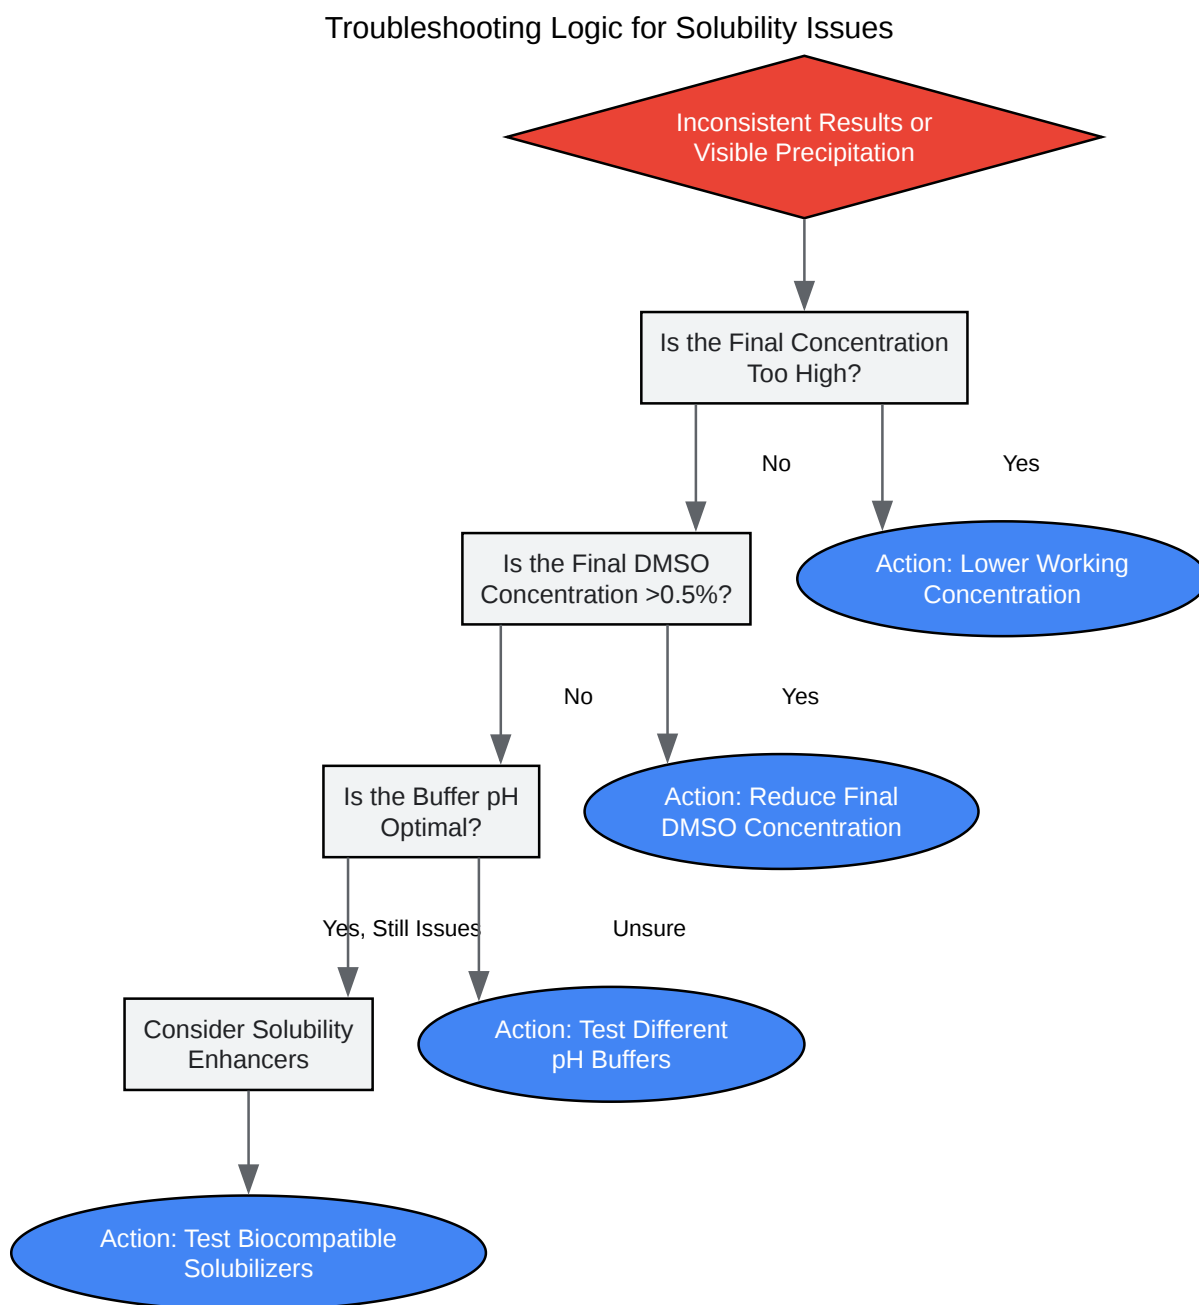 Troubleshooting Logic for Solubility Issues
Inconsistent Results or
Visible Precipitation
Is the Final Concentration
Too High?
No
Yes
Is the Final DMSO
Concentration >0.5%?
Action: Lower Working
Concentration
No
Yes
Is the Buffer pH
Optimal?
Action: Reduce Final
DMSO Concentration
Yes, Still Issues
Unsure
Consider Solubility
Enhancers
Action: Test Different
pH Buffers
Action: Test Biocompatible
Solubilizers